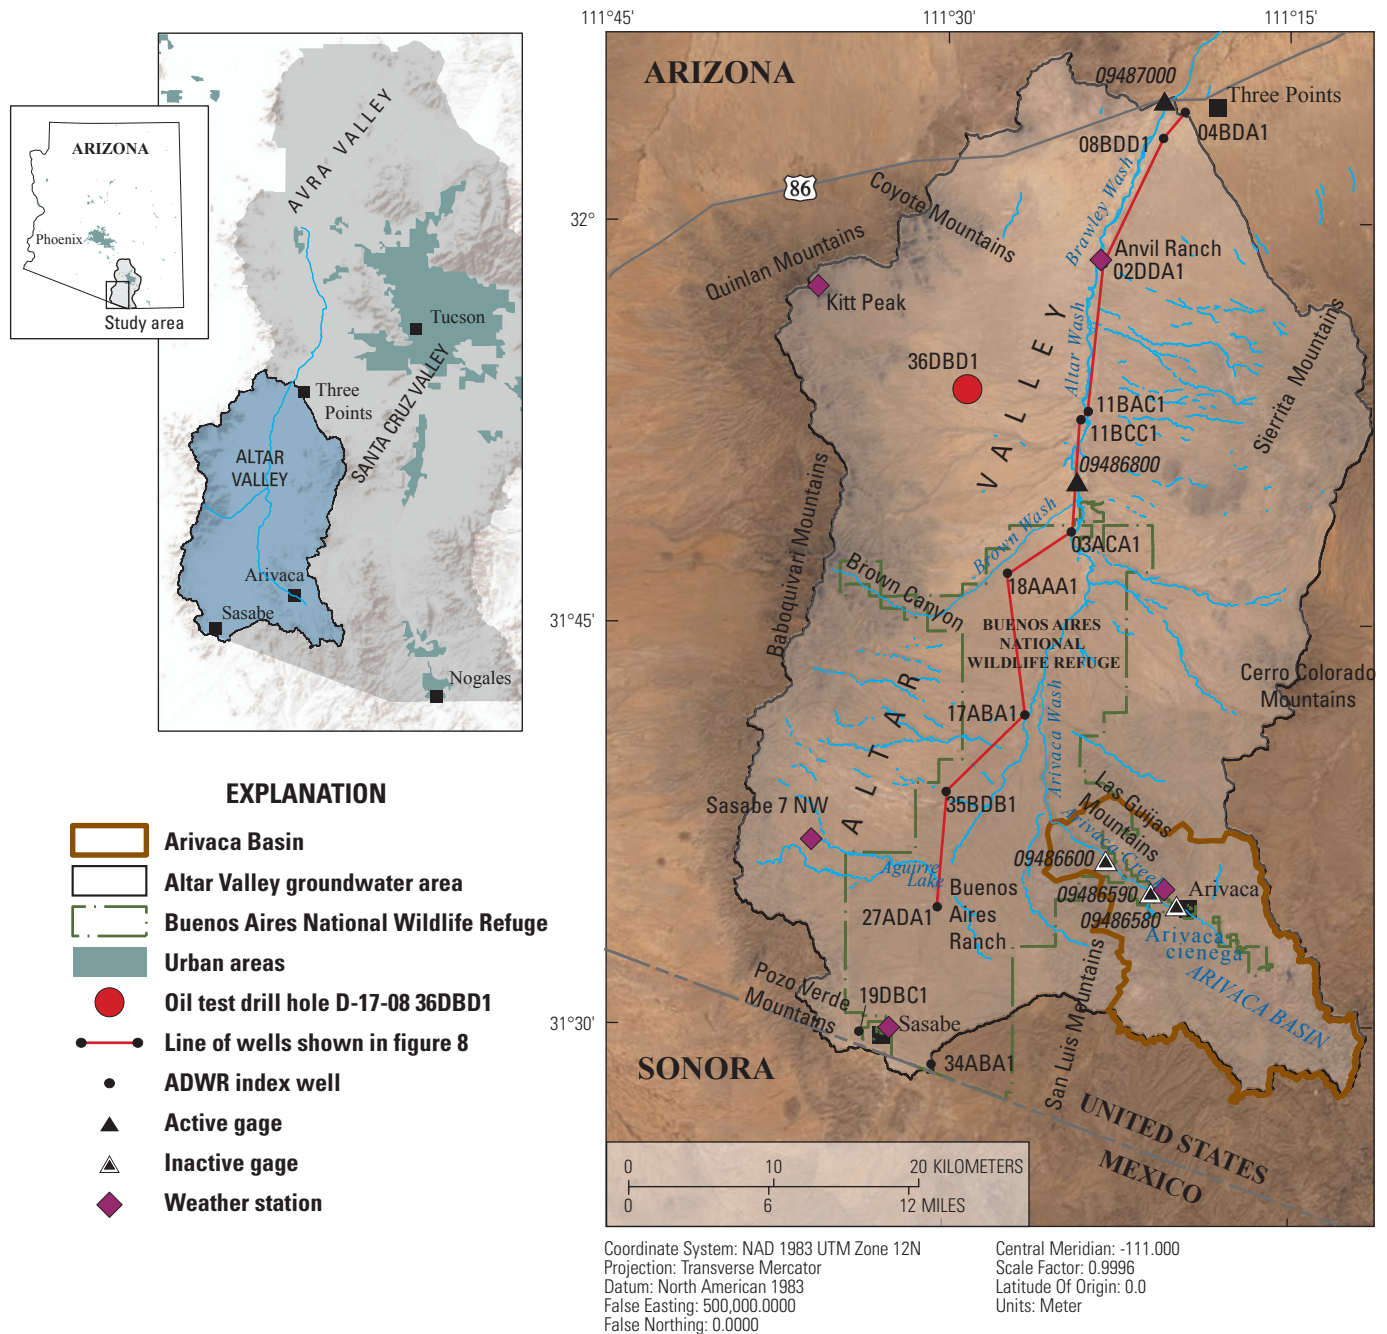 ARIZONA
Phoenix
Study area
AVRA VALLEY
Tucson
SANTA CRUZ VALLEY
Three
Points
ALTAR
VALLEY
Arivaca
Sasabe
Nogales
EXPLANATION
Arivaca Basin
Altar Valley groundwater area
Buenos Aires National Wildlife Refuge
Urban areas
Oil test drill hole D-17-08 36DBD1
Line of wells shown in figure 8
ADWR index well
Active gage
Inactive gage
Weather station
111°45'
111°30'
111°15'
32°
31°45'
31°30'
ARIZONA
09487000
Three Points
04BDA1
08BDD1
86
Coyote Mountains
Brawley Wash
Quinlan Mountains
Anvil Ranch
02DDA1
Kitt Peak
Altar Wash
36DBD1
Sierrita Mountains
11BAC1
11BCC1
ALTAR VALLEY
09486800
Baboquivari Mountains
Brown Wash
03ACA1
Brown Canyon
18AAA1
BUENOS AIRES
NATIONAL
WILDLIFE REFUGE
Cerro Colorado
Mountains
17ABA1
Arivaca Wash
Las Guijas
Mountains
35BDB1
Sasabe 7 NW
Arivaca Creek
09486600
Aguirre
Lake
09486590
Arivaca
27ADA1
Buenos
Aires
Ranch
09486580
Arivaca
cienega
ARIVACA BASIN
Pozo Verde
Mountains
19DBC1
Sasabe
San Luis Mountains
34ABA1
SONORA
UNITED STATES
MEXICO
0 10 20 KILOMETERS
0 6 12 MILES
Coordinate System: NAD 1983 UTM Zone 12N
Projection: Transverse Mercator
Datum: North American 1983
False Easting: 500,000.0000
False Northing: 0.0000
Central Meridian: -111.000
Scale Factor: 0.9996
Latitude Of Origin: 0.0
Units: Meter